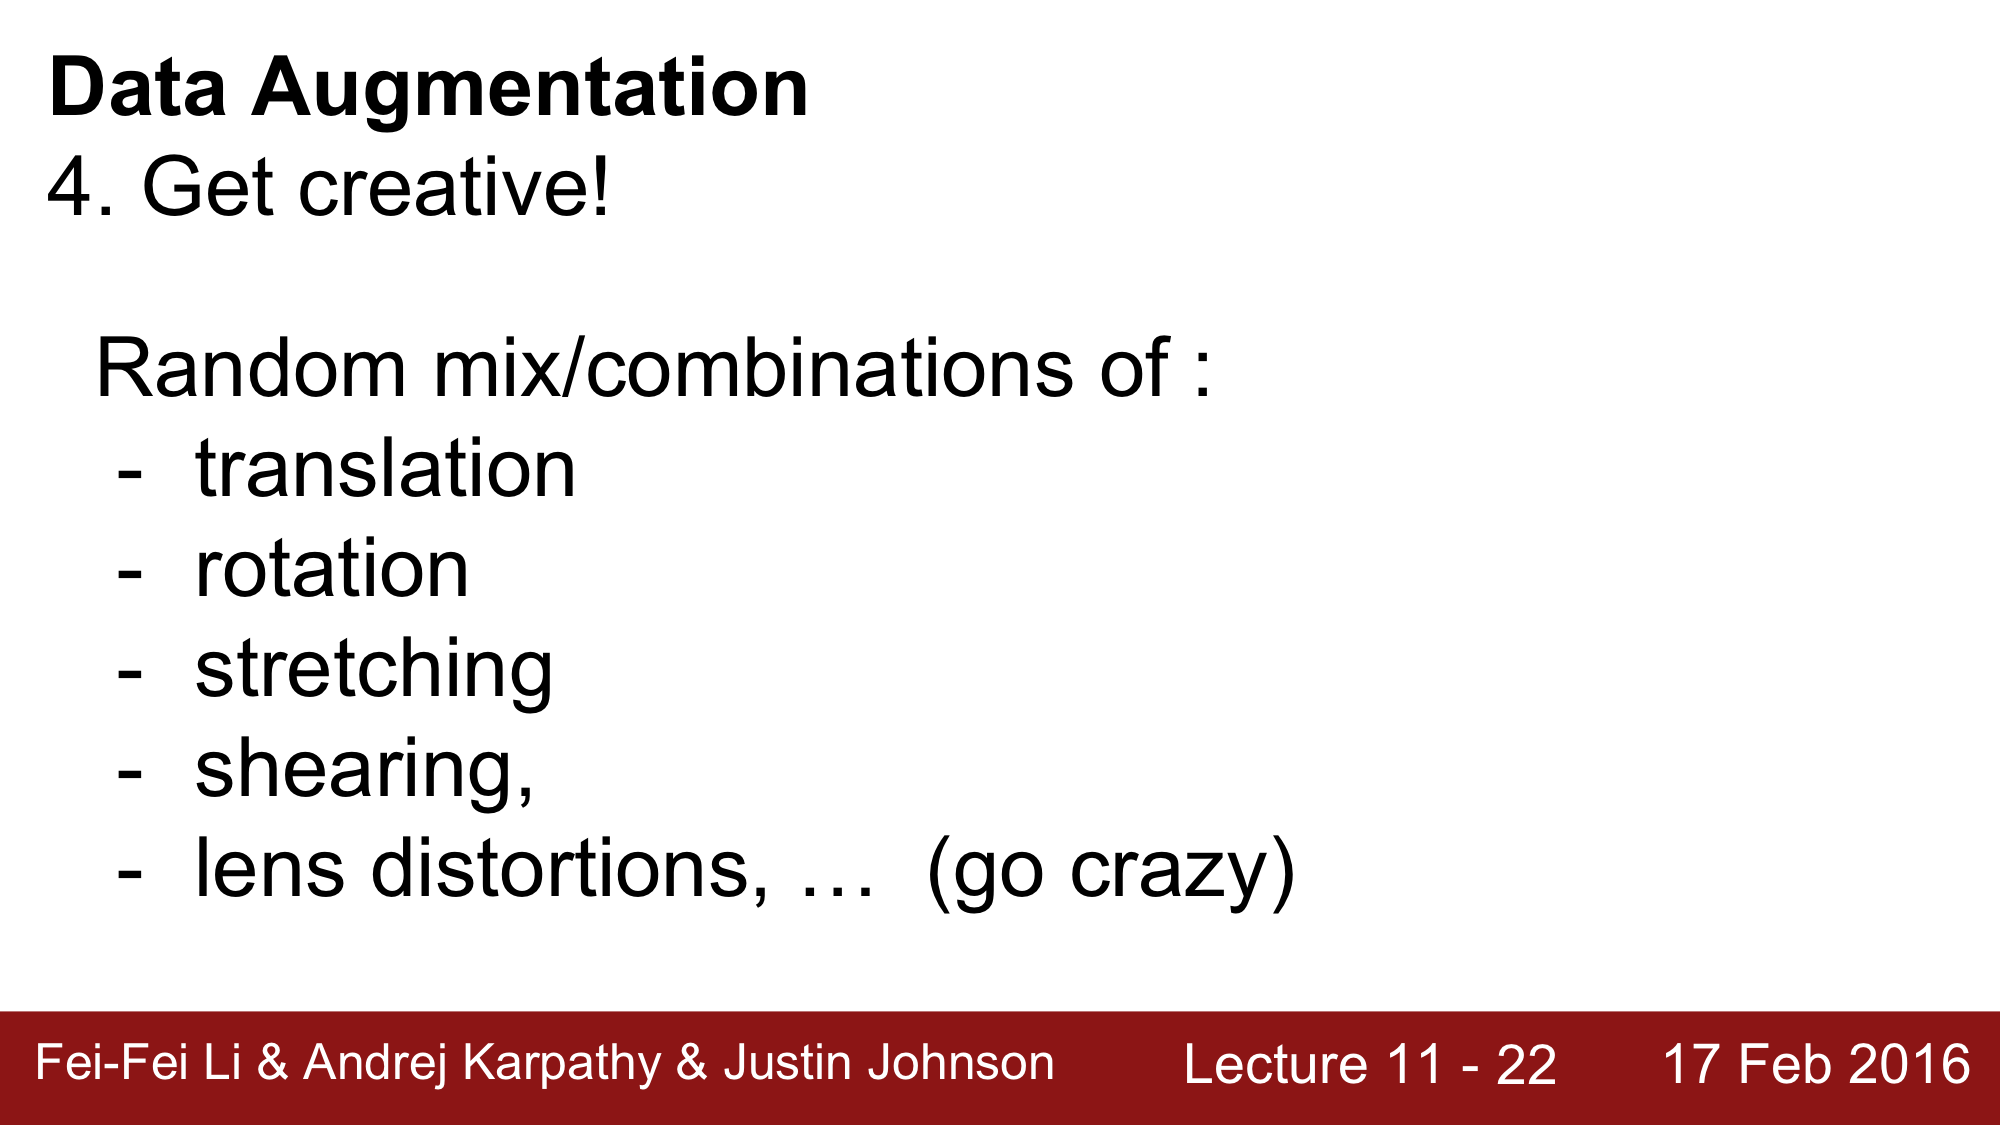 Data Augmentation
4. Get creative!
Random mix/combinations of :
- translation
- rotation
- stretching
- shearing,
- lens distortions, … (go crazy)
Fei-Fei Li & Andrej Karpathy & Justin Johnson Lecture 11 - 22 17 Feb 2016